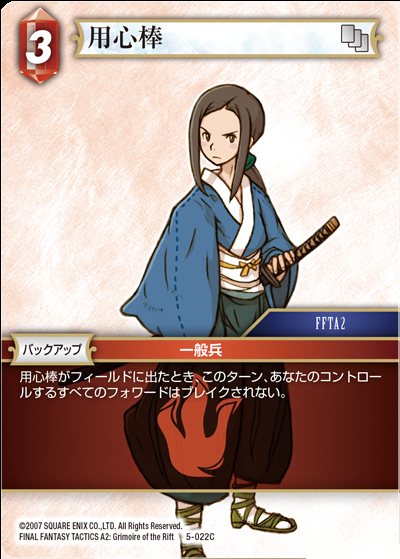 3
用心棒
FFTA2
バックアップ
一般兵
用心棒がフィールドに出たとき、このターン、あなたのコントロー
ルするすべてのフォワードはブレイクされない。
©2007 SQUARE ENIX CO.,LTD. All Rights Reserved.
FINAL FANTASY TACTICS A2: Grimoire of the Rift 5-022C